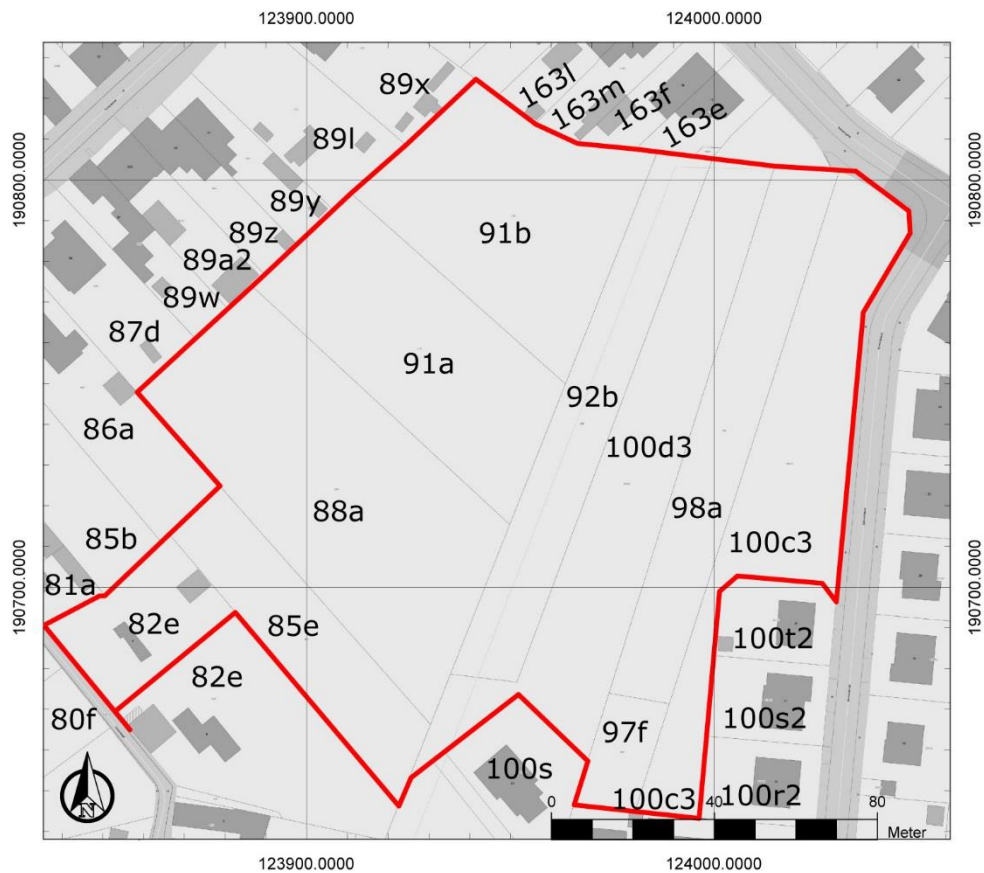 123900.0000
124000.0000
89x
163l
163m
163f
163e
190800.0000
190800.0000
89l
89y
89z
89a2
89w
91b
87d
91a
92b
86a
100d3
88a
98a
85b
100c3
81a
190700.0000
190700.0000
82e
85e
100t2
82e
80f
97f
100s2
100s
100c3
100r2
0
40
80
Meter
N
123900.0000
124000.0000